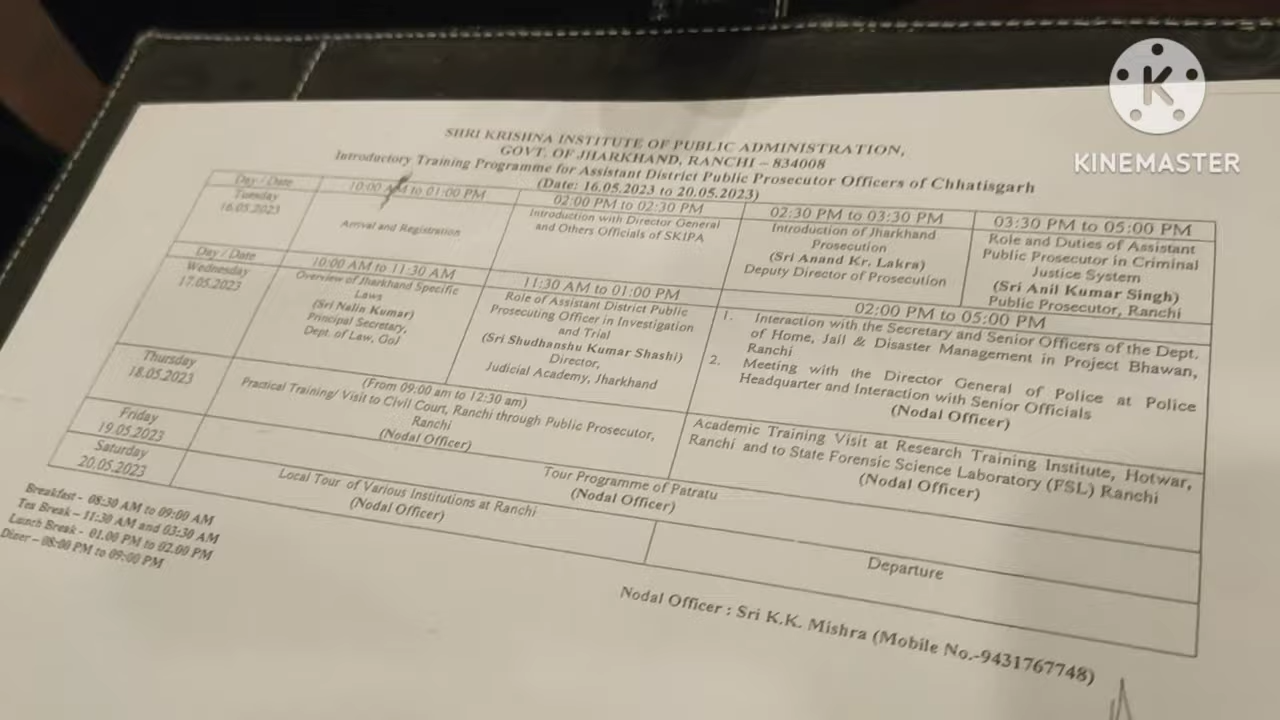 KINEMASTER
SHRI KRISHNA INSTITUTE OF PUBLIC ADMINISTRATION,
GOVT. OF JHARKHAND, RANCHI – 834008
Introductory Training Programme for Assistant District Public Prosecutor Officers of Chhatisgarh
(Date: 16.05.2023 to 20.05.2023)
Day / Date
10:00 AM to 01:00 PM
02:00 PM to 02:30 PM
02:30 PM to 03:30 PM
03:30 PM to 05:00 PM
Tuesday
16.05.2023
Arrival and Registration
Introduction with Director General
and Others Officials of SKIPA
Introduction of Jharkhand
Prosecution
(Sri Anand Kr. Lakra)
Deputy Director of Prosecution
Role and Duties of Assistant
Public Prosecutor in Criminal
Justice System
(Sri Anil Kumar Singh)
Public Prosecutor, Ranchi
Day / Date
10:00 AM to 11:30 AM
11:30 AM to 01:00 PM
02:00 PM to 05:00 PM
Wednesday
17.05.2023
Overview of Jharkhand Specific
Laws
(Sri Nalin Kumar)
Principal Secretary,
Dept. of Law, GoJ
Role of Assistant District Public
Prosecuting Officer in Investigation
and Trial
(Sri Shudhanshu Kumar Shashi)
Director,
Judicial Academy, Jharkhand
1. Interaction with the Secretary and Senior Officers of the Dept.
of Home, Jail & Disaster Management in Project Bhawan,
Ranchi
2. Meeting with the Director General of Police at Police
Headquarter and Interaction with Senior Officials
(Nodal Officer)
Thursday
18.05.2023
(From 09:00 am to 12:30 am)
Practical Training/ Visit to Civil Court, Ranchi through Public Prosecutor,
Ranchi
(Nodal Officer)
Academic Training Visit at Research Training Institute, Hotwar,
Ranchi and to State Forensic Science Laboratory (FSL) Ranchi
(Nodal Officer)
Friday
19.05.2023
Tour Programme of Patratu
(Nodal Officer)
Saturday
20.05.2023
Local Tour of Various Institutions at Ranchi
(Nodal Officer)
Departure
Breakfast - 08:30 AM to 09:00 AM
Tea Break – 11:30 AM and 03:30 AM
Lunch Break - 01.00 PM to 02.00 PM
Diner – 08:00 PM to 09:00 PM
Nodal Officer : Sri K.K. Mishra (Mobile No.-9431767748)